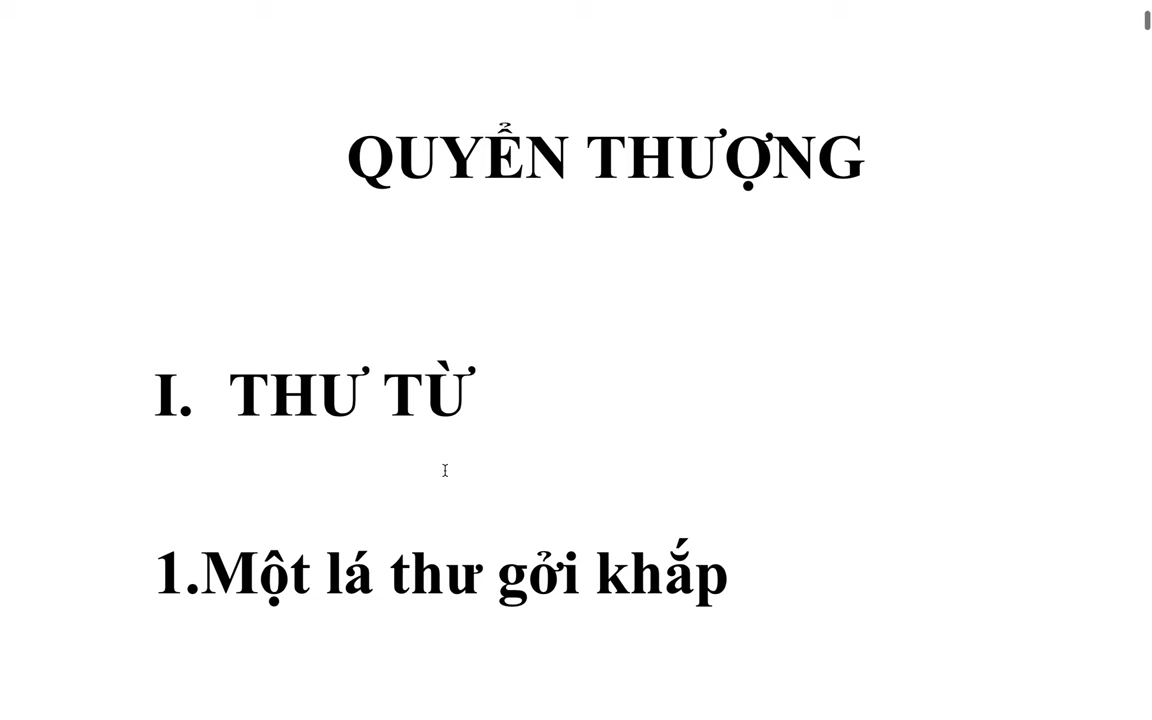 QUYỂN THƯỢNG
I. THƯ TỪ
1.Một lá thư gởi khắp